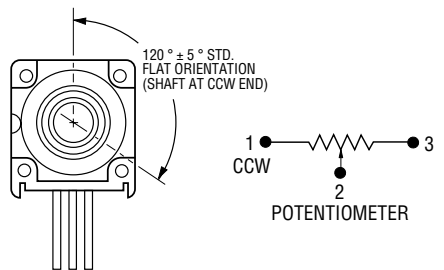 120 ° ± 5 ° STD.
FLAT ORIENTATION
(SHAFT AT CCW END)
1
3
CCW
2
POTENTIOMETER